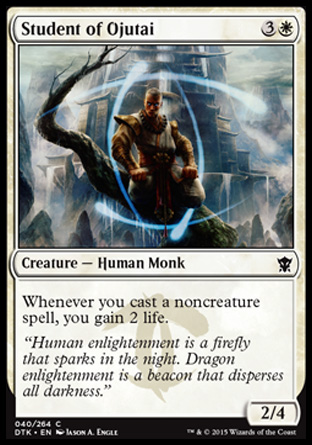 Student of Ojutai 3
Creature — Human Monk
Whenever you cast a noncreature
spell, you gain 2 life.
“Human enlightenment is a firefly
that sparks in the night. Dragon
enlightenment is a beacon that disperses
all darkness.”
2/4
040/264 C
DTK • EN JASON A. ENGLE ™ & © 2015 Wizards of the Coast